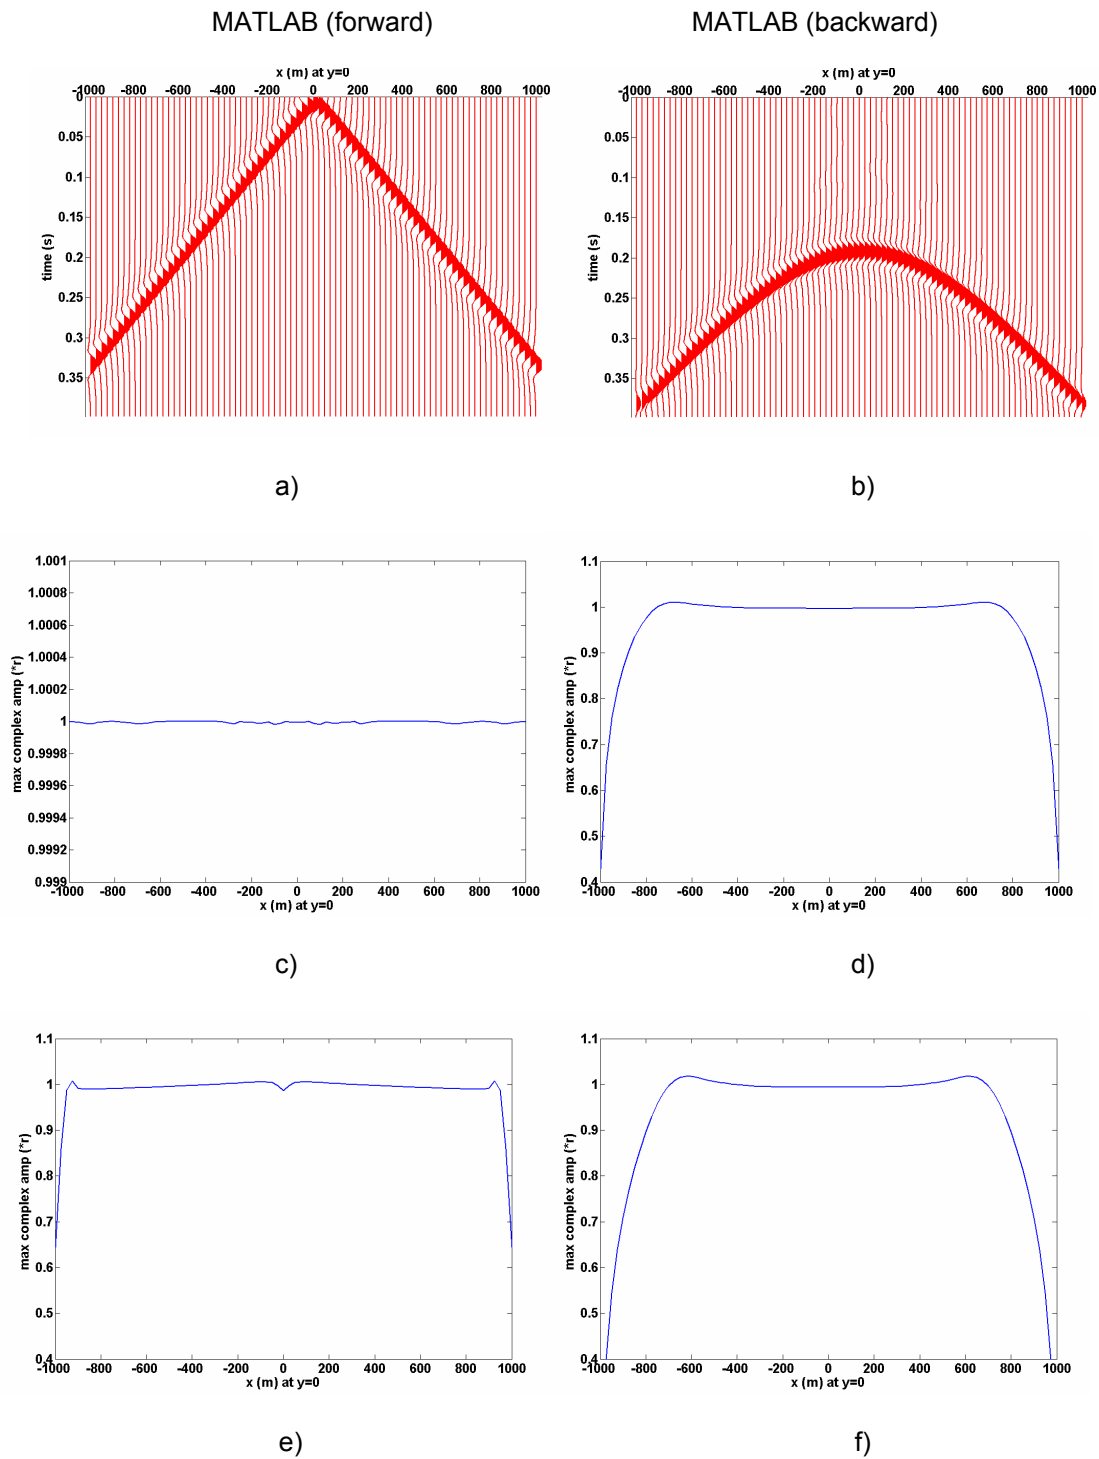 MATLAB (forward)
MATLAB (backward)
x (m) at y=0
-1000 -800 -600 -400 -200 0 200 400 600 800 1000
0
0.05
0.1
0.15
0.2
0.25
0.3
0.35
time (s)
x (m) at y=0
-1000 -800 -600 -400 -200 0 200 400 600 800 1000
0
0.05
0.1
0.15
0.2
0.25
0.3
0.35
time (s)
a)
b)
1.001
1.0008
1.0006
1.0004
1.0002
1
0.9998
0.9996
0.9994
0.9992
0.999
max complex amp (*r)
-1000 -800 -600 -400 -200 0 200 400 600 800 1000
x (m) at y=0
1.1
1
0.9
0.8
0.7
0.6
0.5
0.4
max complex amp (*r)
-1000 -800 -600 -400 -200 0 200 400 600 800 1000
x (m) at y=0
c)
d)
1.1
1
0.9
0.8
0.7
0.6
0.5
0.4
max complex amp (*r)
-1000 -800 -600 -400 -200 0 200 400 600 800 1000
x (m) at y=0
1.1
1
0.9
0.8
0.7
0.6
0.5
0.4
max complex amp (*r)
-1000 -800 -600 -400 -200 0 200 400 600 800 1000
x (m) at y=0
e)
f)